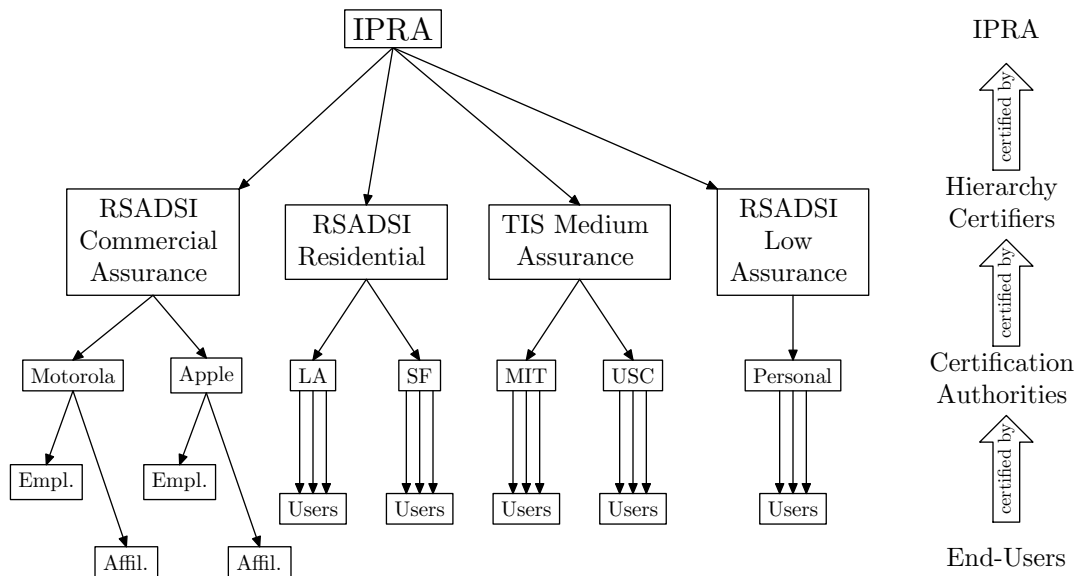 IPRA
IPRA
certified by
RSADSI
Commercial
Assurance
RSADSI
Residential
TIS Medium
Assurance
RSADSI
Low
Assurance
Hierarchy
Certifiers
certified by
Motorola
Apple
LA
SF
MIT
USC
Personal
Certification
Authorities
certified by
Empl.
Empl.
Users
Users
Users
Users
Users
Affil.
Affil.
End-Users